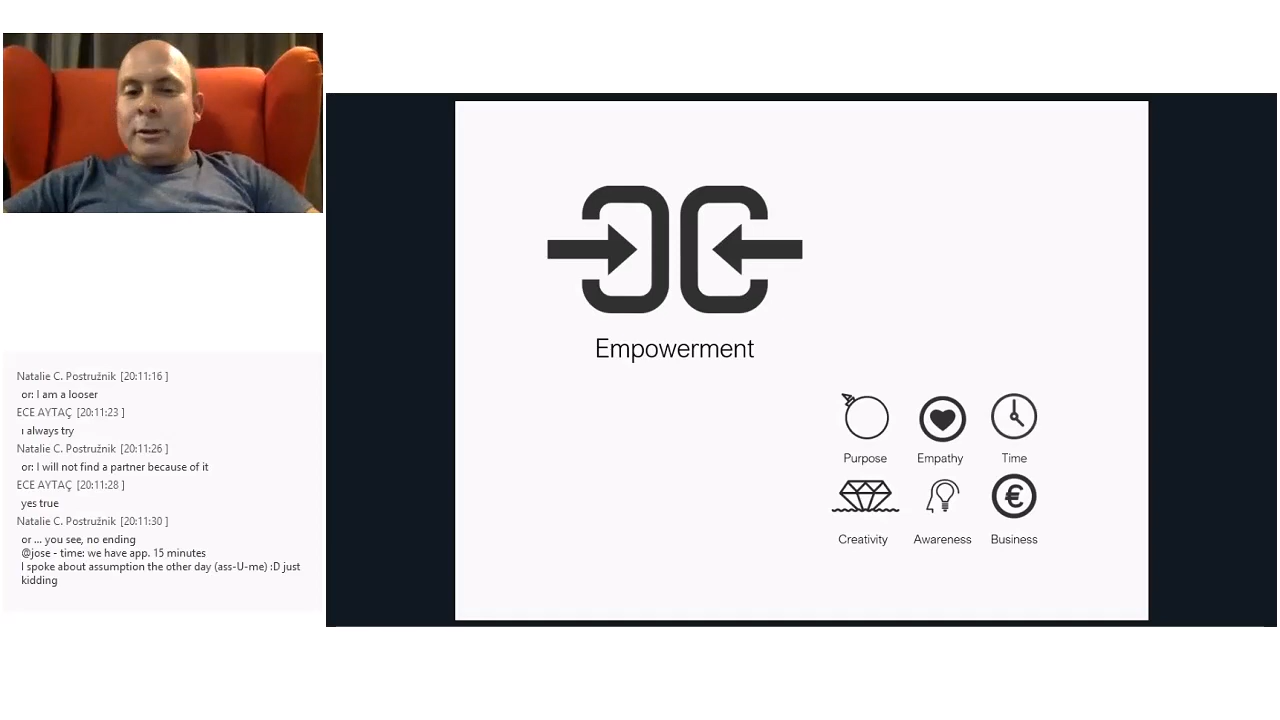 Natalie C. Postružnik [20:11:16 ]
or: I am a looser
ECE AYTAÇ [20:11:23 ]
ı always try
Natalie C. Postružnik [20:11:26 ]
or: I will not find a partner because of it
ECE AYTAÇ [20:11:28 ]
yes true
Natalie C. Postružnik [20:11:30 ]
or ... you see, no ending
@jose - time: we have app. 15 minutes
I spoke about assumption the other day (ass-U-me) :D just
kidding
Empowerment
Purpose Empathy Time
Creativity Awareness Business